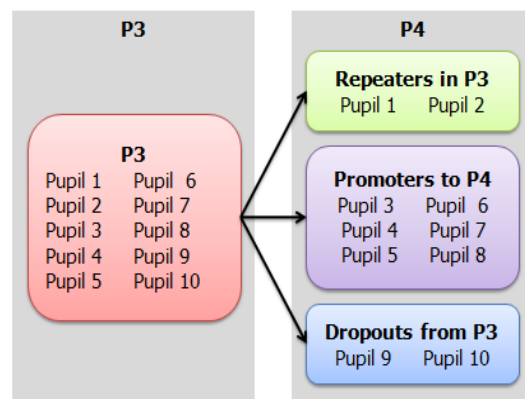 P3
P3
Pupil 1 Pupil 6
Pupil 2 Pupil 7
Pupil 3 Pupil 8
Pupil 4 Pupil 9
Pupil 5 Pupil 10
P4
Repeaters in P3
Pupil 1 Pupil 2
Promoters to P4
Pupil 3 Pupil 6
Pupil 4 Pupil 7
Pupil 5 Pupil 8
Dropouts from P3
Pupil 9 Pupil 10